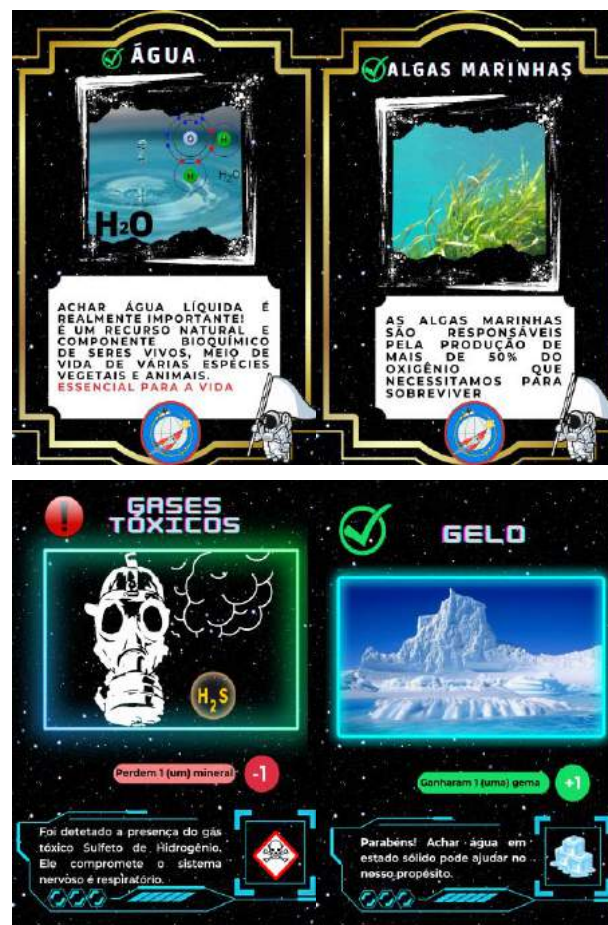 ÁGUA
O
H
H
H₂O
H₂O
ACHAR ÁGUA LÍQUIDA É
REALMENTE IMPORTANTE!
É UM RECURSO NATURAL E
COMPONENTE BIOQUÍMICO
DE SERES VIVOS, MEIO DE
VIDA DE VÁRIAS ESPÉCIES
VEGETAIS E ANIMAIS.
ESSENCIAL PARA A VIDA
ALGAS MARINHAS
AS ALGAS MARINHAS
SÃO RESPONSÁVEIS
PELA PRODUÇÃO DE
MAIS DE 50% DO
OXIGÊNIO QUE
NECESSITAMOS PARA
SOBREVIVER
GASES
TÓXICOS
H₂S
Perdem 1 (um) mineral
-1
Foi detetado a presença do gás
tóxico Sulfeto de Hidrogênio.
Ele compromete o sistema
nervoso é respiratório.
GELO
Ganharam 1 (uma) gema
+1
Parabéns! Achar água em
estado sólido pode ajudar no
nosso propósito.